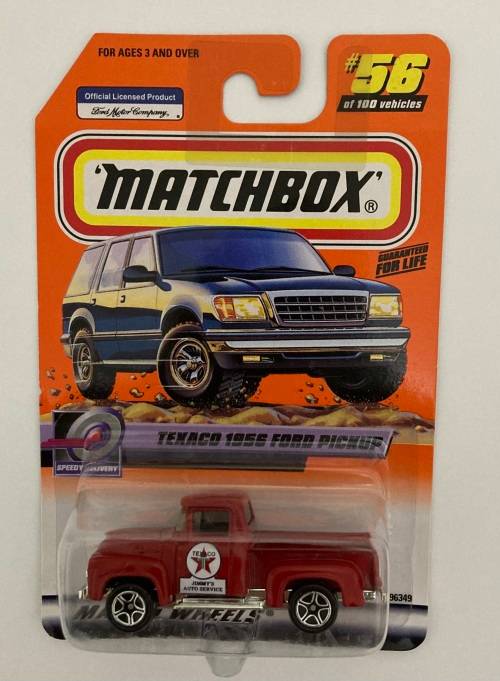 FOR AGES 3 AND OVER
#56
of 100 vehicles
Official Licensed Product
Ford Motor Company.
'MATCHBOX'®
GUARANTEED
FOR LIFE
TEXACO 1956 FORD PICKUP
SPEEDY DELIVERY
TEXACO
T
JIMMY'S
AUTO SERVICE
WHEELS
96349